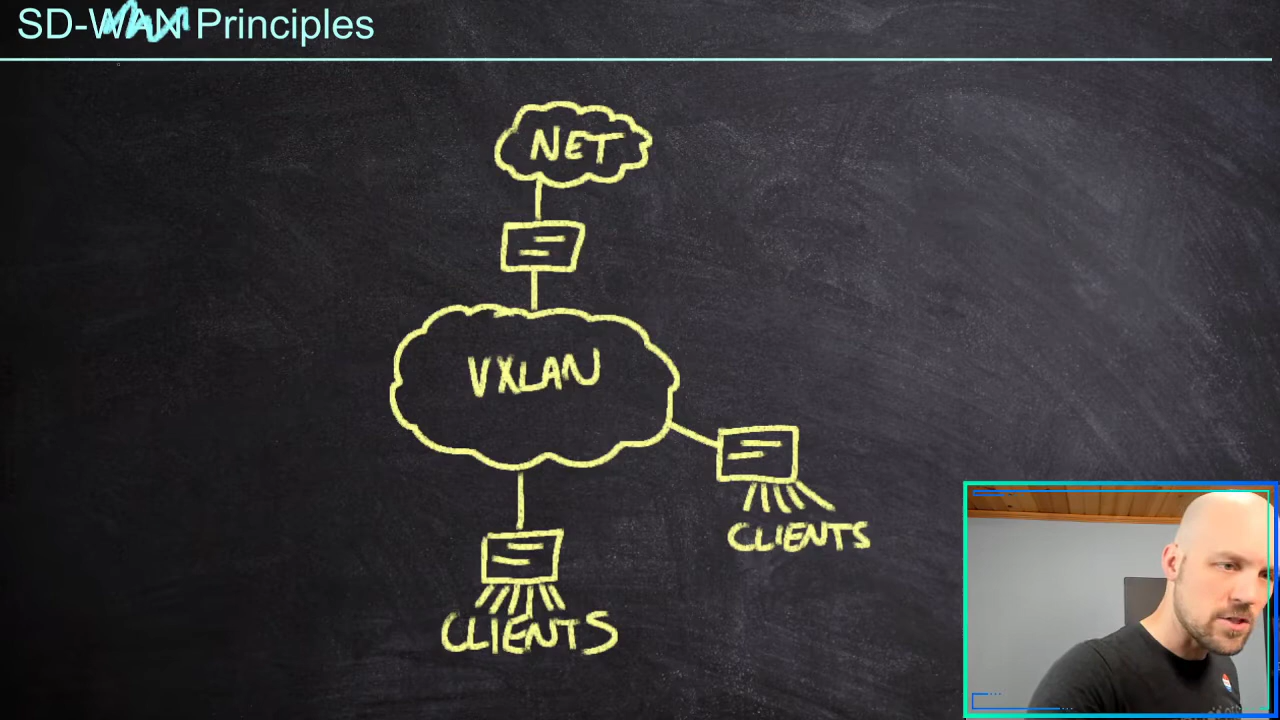 SD-WAN Principles
NET
VXLAN
CLIENTS
CLIENTS